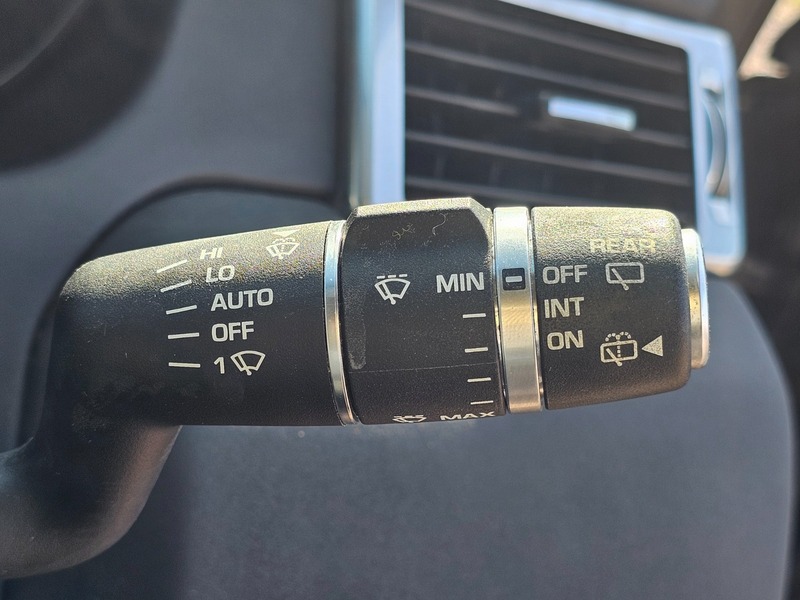 HI
LO
AUTO
OFF
1
MIN
MAX
REAR
OFF
INT
ON